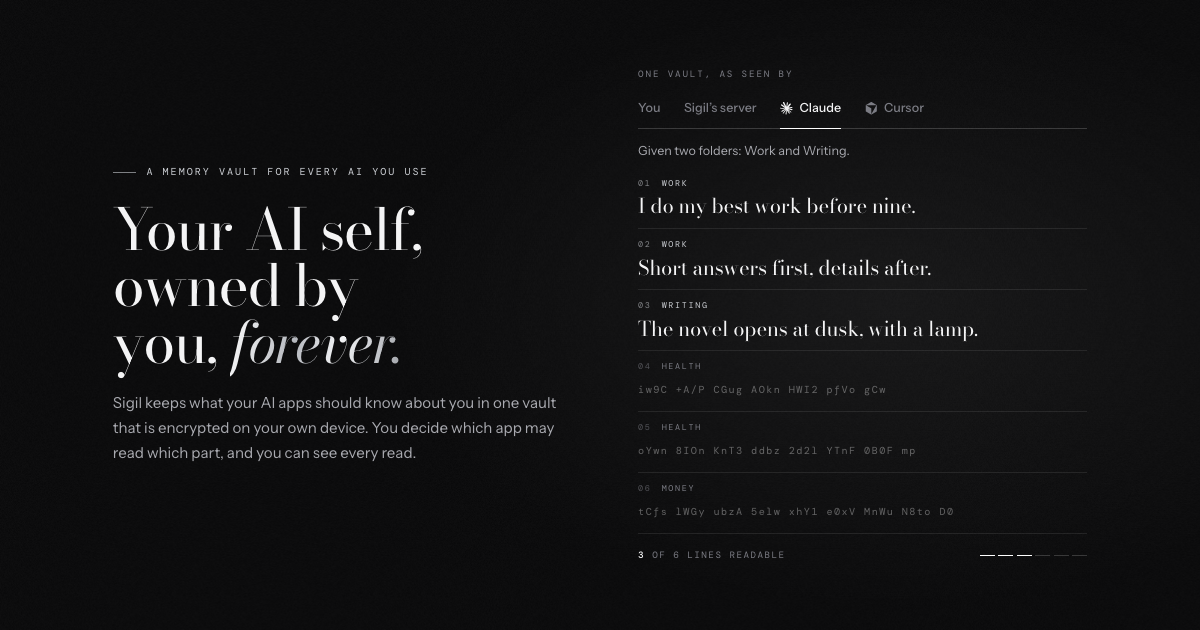 A MEMORY VAULT FOR EVERY AI YOU USE
Your AI self,
owned by
you, forever.
Sigil keeps what your AI apps should know about you in one vault
that is encrypted on your own device. You decide which app may
read which part, and you can see every read.
ONE VAULT, AS SEEN BY
You Sigil's server Claude Cursor
Given two folders: Work and Writing.
01 WORK
I do my best work before nine.
02 WORK
Short answers first, details after.
03 WRITING
The novel opens at dusk, with a lamp.
04 HEALTH
iw9C +A/P CGug AOkn HWI2 pfVo gCw
05 HEALTH
oYwn 8IOn KnT3 ddbz 2d2l YTnF 0B0F mp
06 MONEY
tCfs lWGy ubzA 5elw xhY1 e0xV MnWu N8to D0
3 OF 6 LINES READABLE